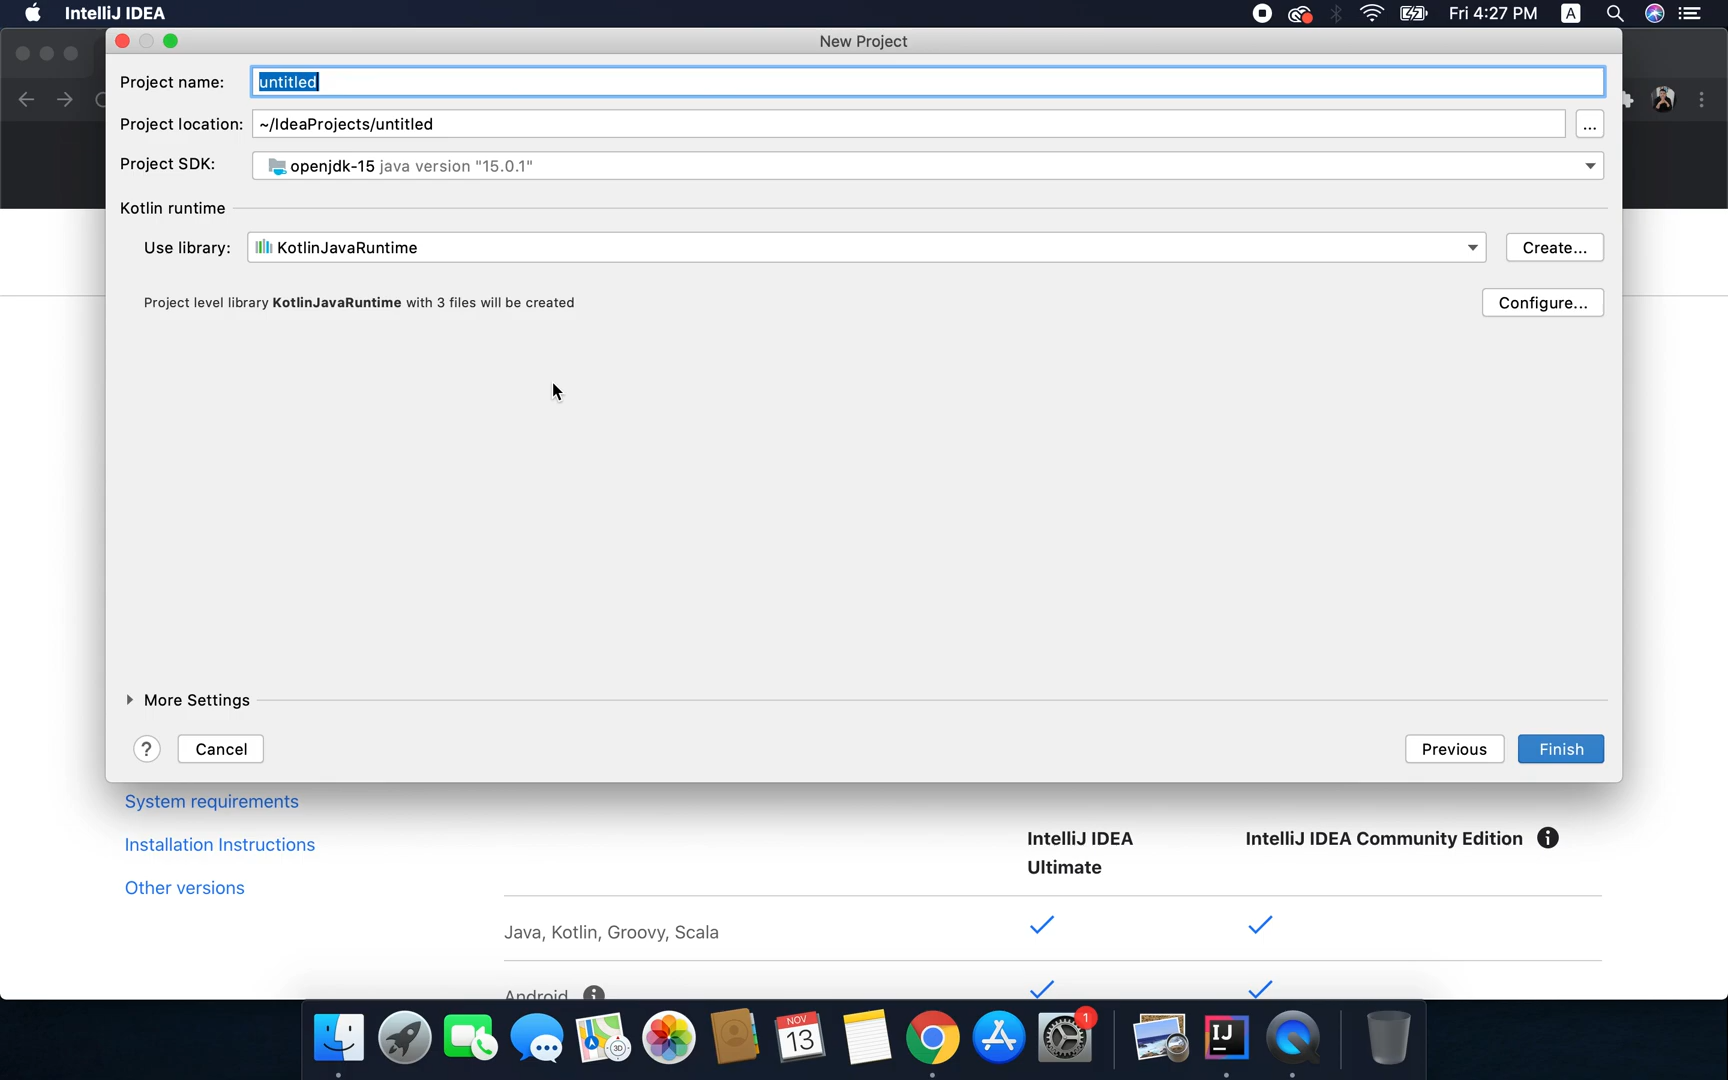 IntelliJ IDEA
Fri 4:27 PM
A
New Project
Project name:
untitled
Project location:
~/IdeaProjects/untitled
...
Project SDK:
openjdk-15 java version "15.0.1"
Kotlin runtime
Use library:
KotlinJavaRuntime
Create...
Project level library KotlinJavaRuntime with 3 files will be created
Configure...
More Settings
?
Cancel
Previous
Finish
System requirements
Installation Instructions
Other versions
IntelliJ IDEA
Ultimate
IntelliJ IDEA Community Edition
Java, Kotlin, Groovy, Scala
Android
3D
NOV
13
1
IJ